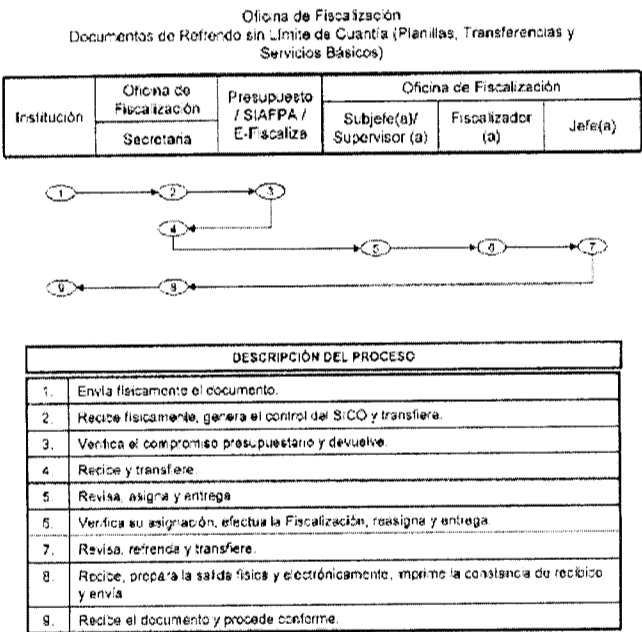 Oficina de Fiscalización
Documentos de Refrendo sin Límite de Cuantía (Planillas, Transferencias y
Servicios Básicos)
Institución
Oficina de
Fiscalización
Secretaria
Presupuesto
/ SIAFPA /
E-Fiscaliza
Oficina de Fiscalización
Subjefe(a)/
Supervisor (a)
Fiscalizador
(a)
Jefe(a)
1 2 3
4
5 6 7
9 8
DESCRIPCIÓN DEL PROCESO
1. Envía físicamente el documento.
2. Recibe físicamente, genera el control del SICO y transfiere.
3. Verifica el compromiso presupuestario y devuelve.
4. Recibe y transfiere.
5. Revisa, asigna y entrega
6. Verifica su asignación, efectua la Fiscalización, reasigna y entrega.
7. Revisa, refrenda y transfiere.
8. Recibe, prepara la salida física y electrónicamente, imprime la constancia de recibido
y envía
9. Recibe el documento y procede conforme.